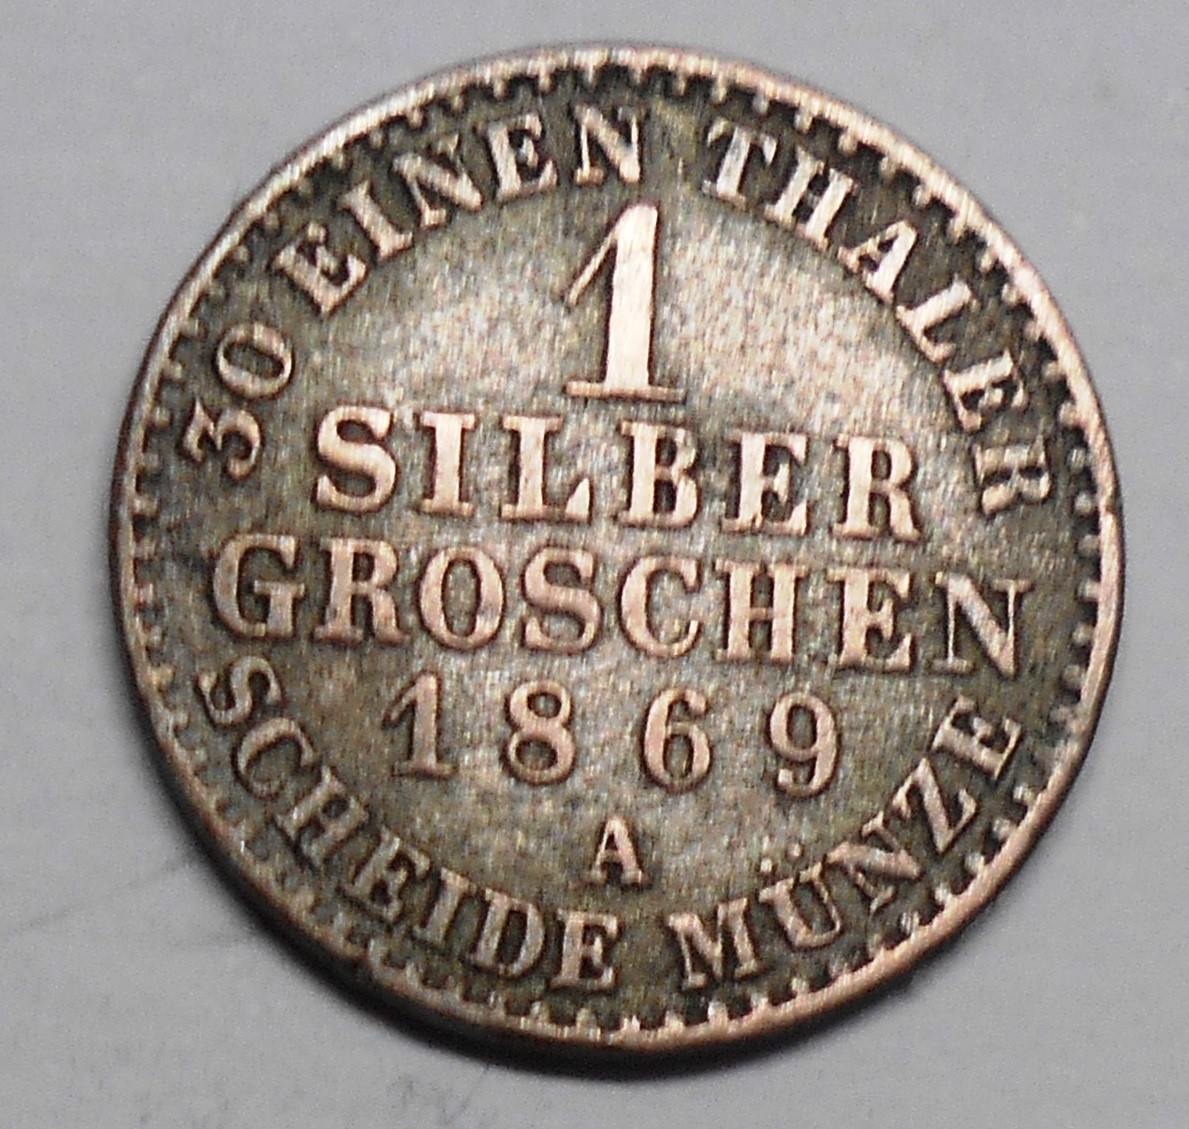 30 EINEN THALER
1
SILBER
GROSCHEN
1869
A
SCHEIDE MÜNZE